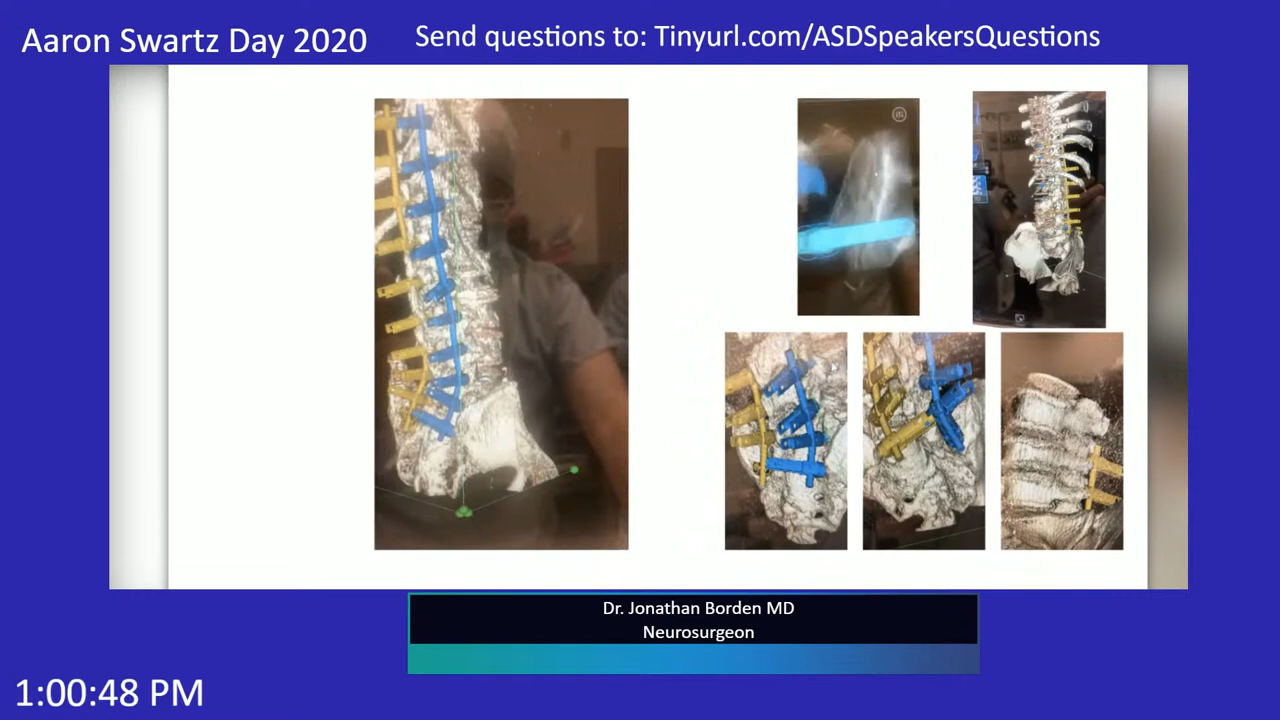 Aaron Swartz Day 2020
Send questions to: Tinyurl.com/ASDSpeakersQuestions
Dr. Jonathan Borden MD
Neurosurgeon
1:00:48 PM